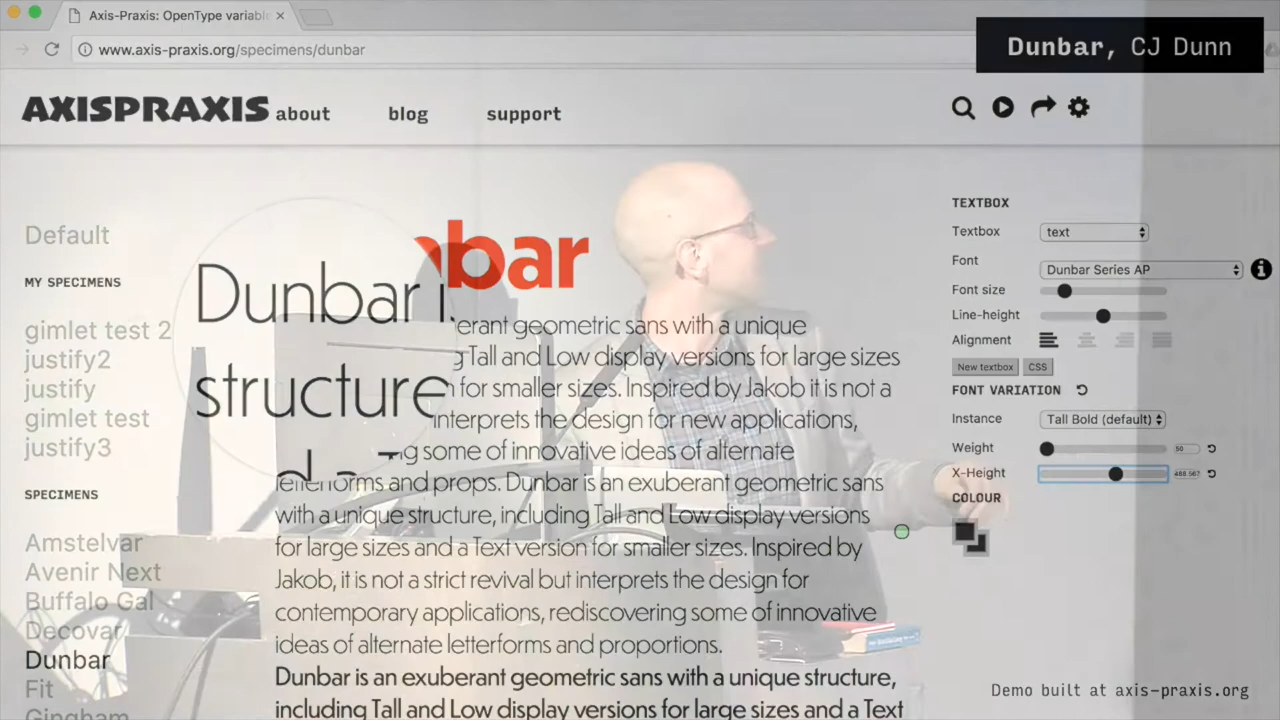 Axis-Praxis: OpenType variabl
www.axis-praxis.org/specimens/dunbar
Dunbar, CJ Dunn
AXISPRAXIS
about
blog
support
Default
MY SPECIMENS
gimlet test 2
justify2
justify
gimlet test
justify3
SPECIMENS
Amstelvar
Avenir Next
Buffalo Gal
Decovar
Dunbar
Fit
Gingham
bar
Dunbar i
structure
erant geometric sans with a unique
g Tall and Low display versions for large sizes
n for smaller sizes. Inspired by Jakob it is not a
nterprets the design for new applications,
g some of innovative ideas of alternate
letterforms and props. Dunbar is an exuberant geometric sans
with a unique structure, including Tall and Low display versions
for large sizes and a Text version for smaller sizes. Inspired by
Jakob, it is not a strict revival but interprets the design for
contemporary applications, rediscovering some of innovative
ideas of alternate letterforms and proportions.
Dunbar is an exuberant geometric sans with a unique structure,
including Tall and Low display versions for large sizes and a Text
TEXTBOX
Textbox
text
Font
Dunbar Series AP
Font size
Line-height
Alignment
New textbox
CSS
FONT VARIATION
Instance
Tall Bold (default)
Weight
50
X-Height
COLOUR
Demo built at axis-praxis.org